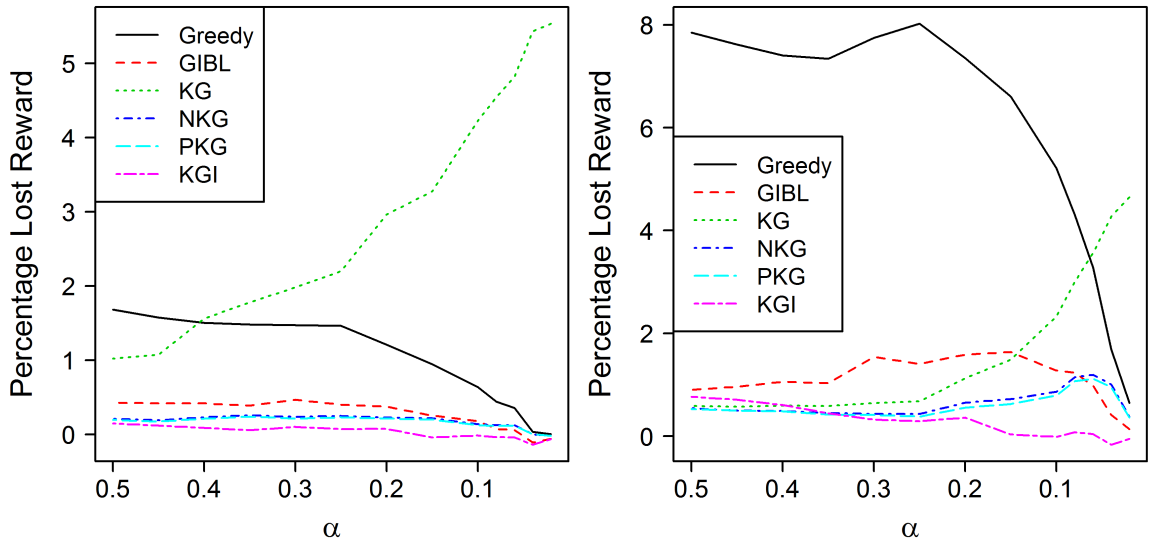 Percentage Lost Reward
5
4
3
2
1
0
Greedy
GIBL
KG
NKG
PKG
KGI
0.5 0.4 0.3 0.2 0.1
α
Percentage Lost Reward
8
6
4
2
0
Greedy
GIBL
KG
NKG
PKG
KGI
0.5 0.4 0.3 0.2 0.1
α